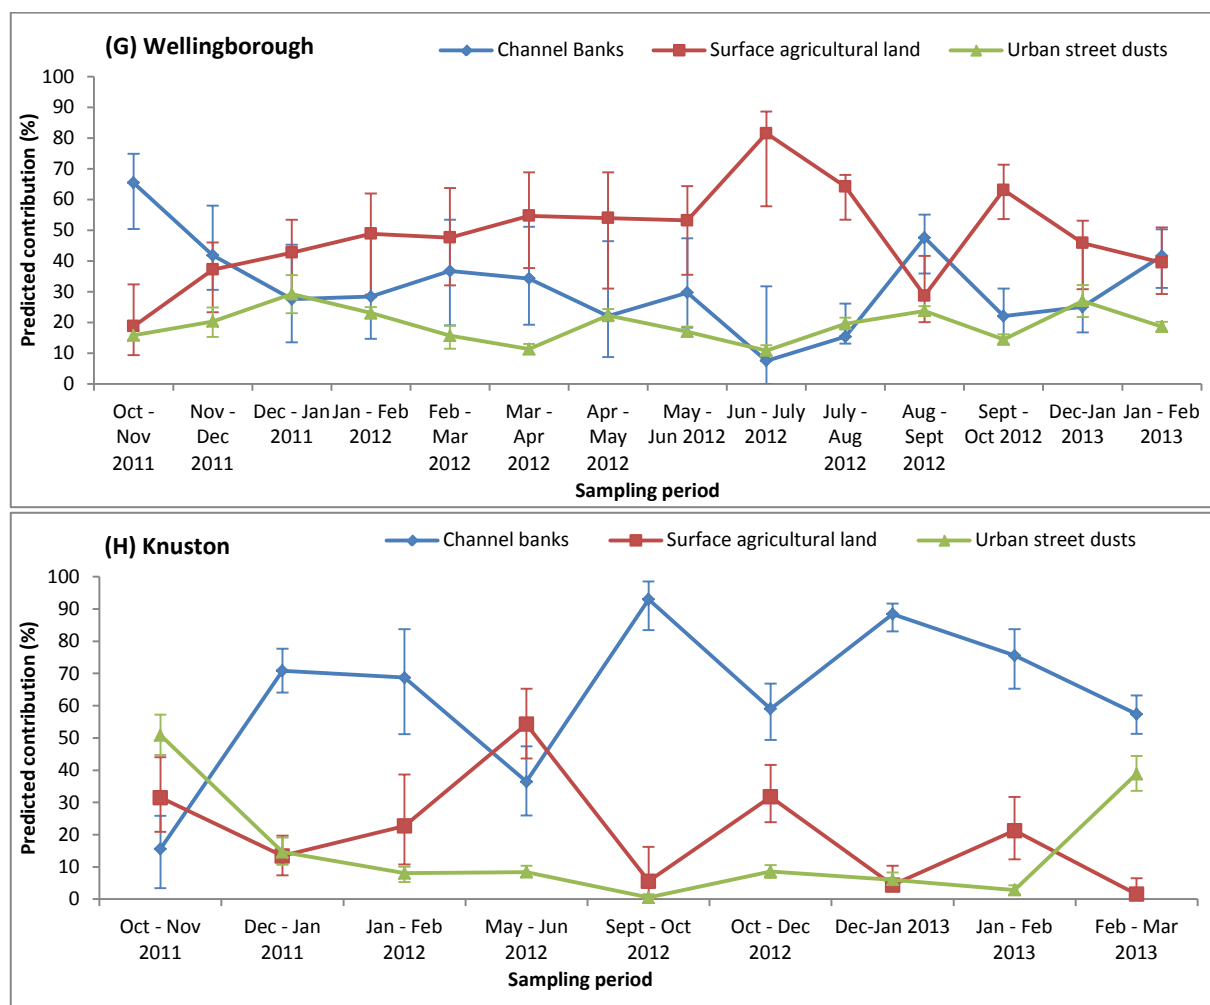 (G) Wellingborough
Channel Banks
Surface agricultural land
Urban street dusts
Predicted contribution (%)
100
90
80
70
60
50
40
30
20
10
0
Oct - Nov 2011
Nov - Dec 2011
Dec - Jan 2011
Jan - Feb 2012
Feb - Mar 2012
Mar - Apr 2012
Apr - May 2012
May - Jun 2012
Jun - July 2012
July - Aug 2012
Aug - Sept 2012
Sept - Oct 2012
Dec-Jan 2013
Jan - Feb 2013
Sampling period
(H) Knuston
Channel banks
Surface agricultural land
Urban street dusts
Predicted contribution (%)
100
90
80
70
60
50
40
30
20
10
0
Oct - Nov 2011
Dec - Jan 2011
Jan - Feb 2012
May - Jun 2012
Sept - Oct 2012
Oct - Dec 2012
Dec-Jan 2013
Jan - Feb 2013
Feb - Mar 2013
Sampling period